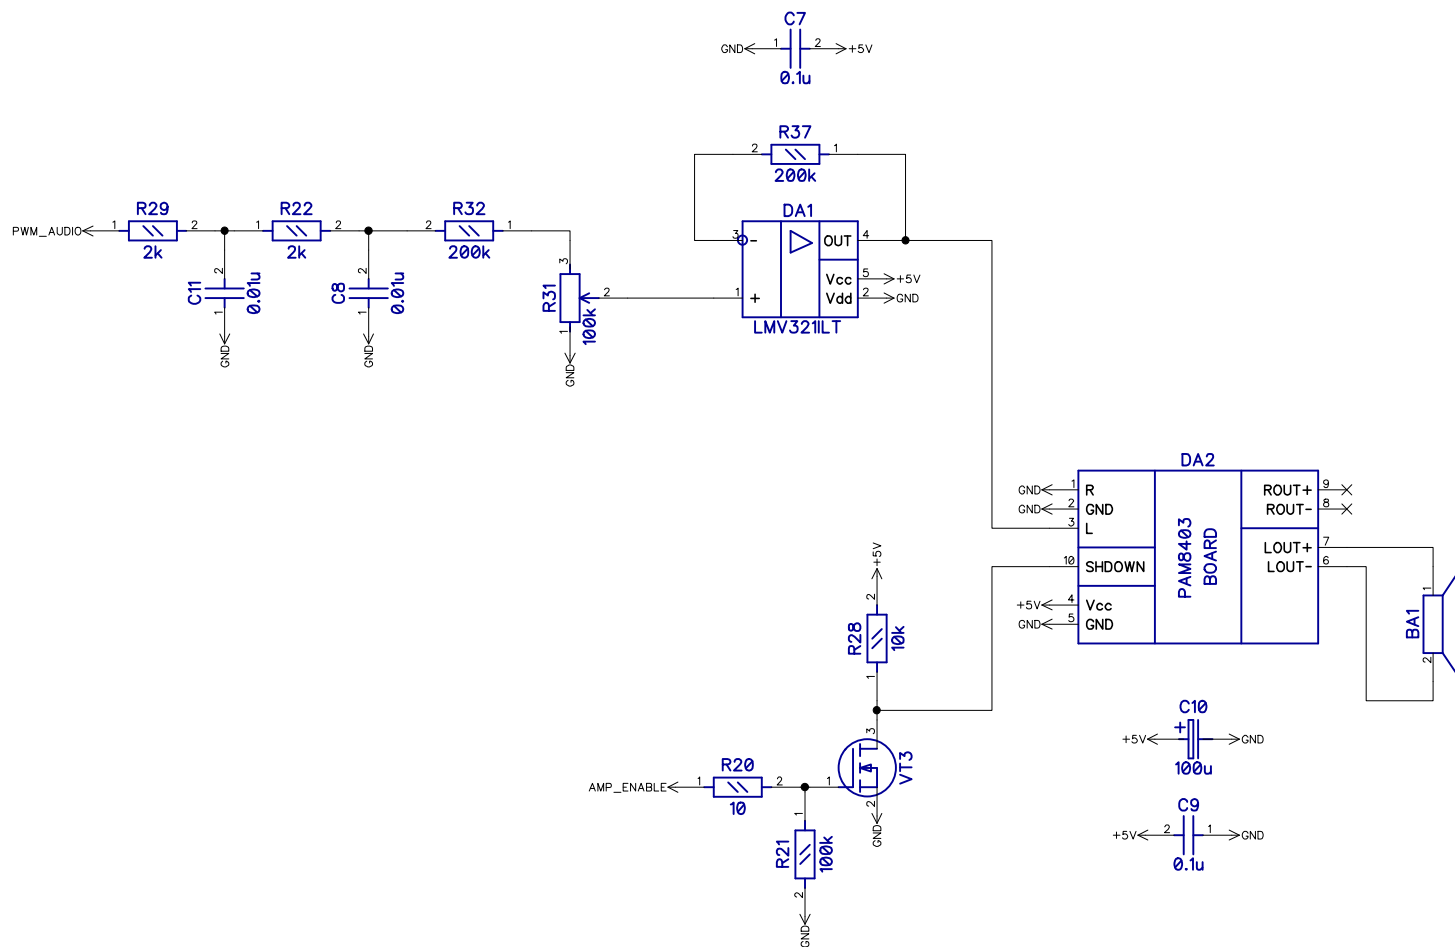 C7
GND 1 2 +5V
0.1u
R37
2 1
200k
R29 R22 R32 DA1
PWM_AUDIO 1 2 1 2 2 1
2k 2k 200k
3 - OUT 4
Vcc 5 +5V
1 + Vdd 2 GND
LMV321ILT
C11 2 1 0.01u
GND
C8 2 1 0.01u
GND
R31 3 2 1 100k
GND
DA2
GND 1 R ROUT+ 9
GND 2 GND ROUT- 8
3 L
LOUT+ 7
10 SHDOWN LOUT- 6
+5V 4 Vcc
GND 5 GND
PAM8403
BOARD
BA1 1 2
+5V
R28 2 1 10k
C10
+5V + GND
100u
VT3 3 1 2
GND
R20
AMP_ENABLE 1 2
10
R21 1 2 100k
GND
C9
+5V 2 1 GND
0.1u